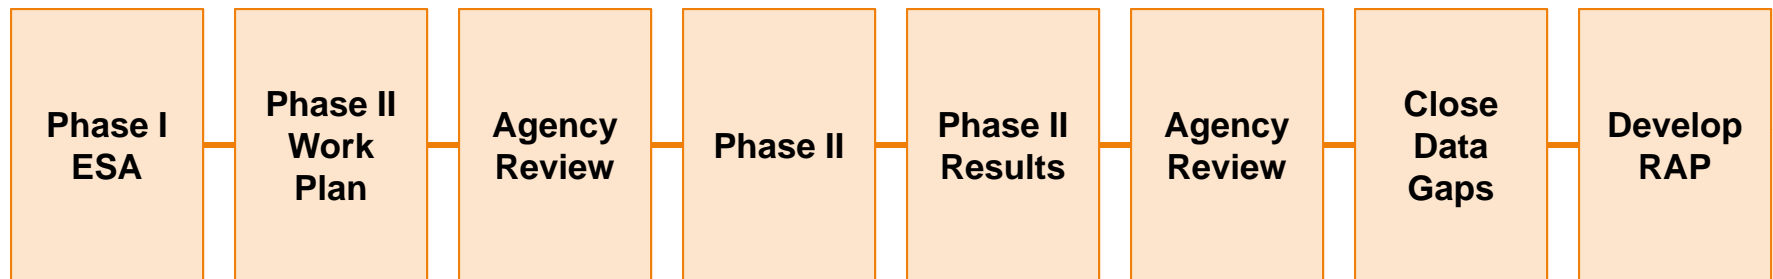 Phase I
ESA
Phase II
Work
Plan
Agency
Review
Phase II
Phase II
Results
Agency
Review
Close
Data
Gaps
Develop
RAP